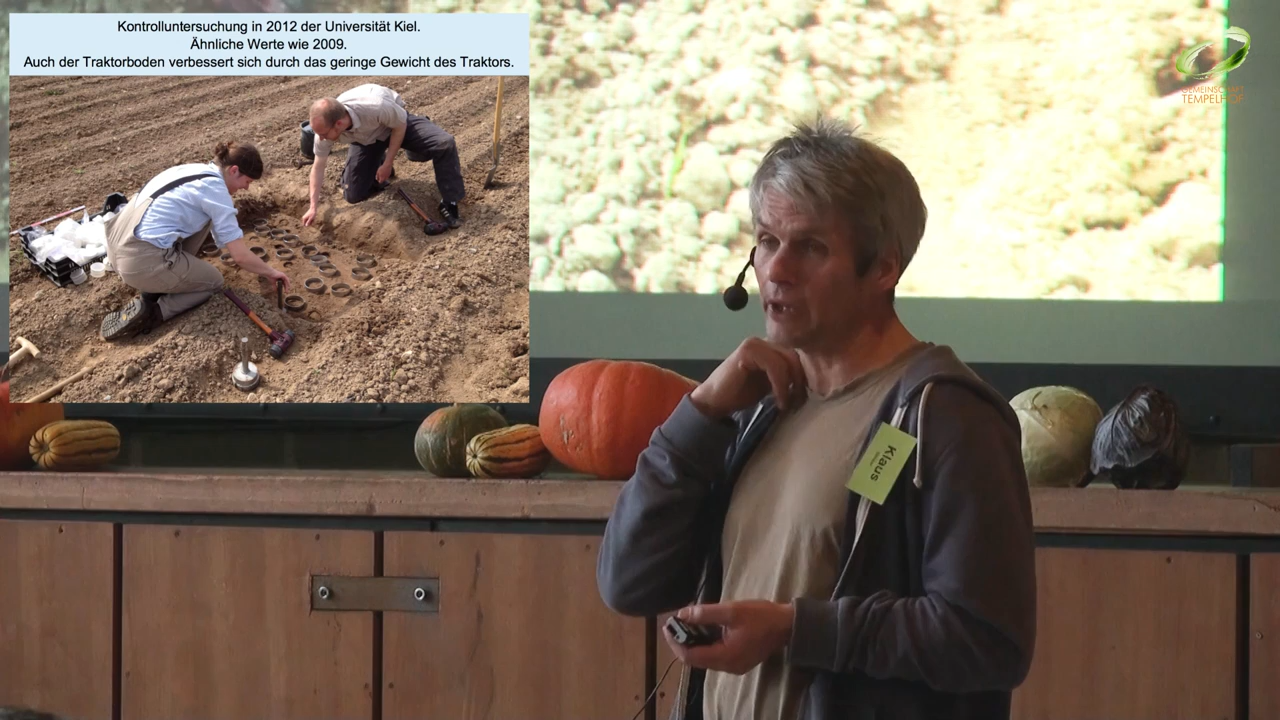 Kontrolluntersuchung in 2012 der Universität Kiel.
Ähnliche Werte wie 2009.
Auch der Traktorboden verbessert sich durch das geringe Gewicht des Traktors.
GEMEINSCHAFT
TEMPELHOF
Klaus